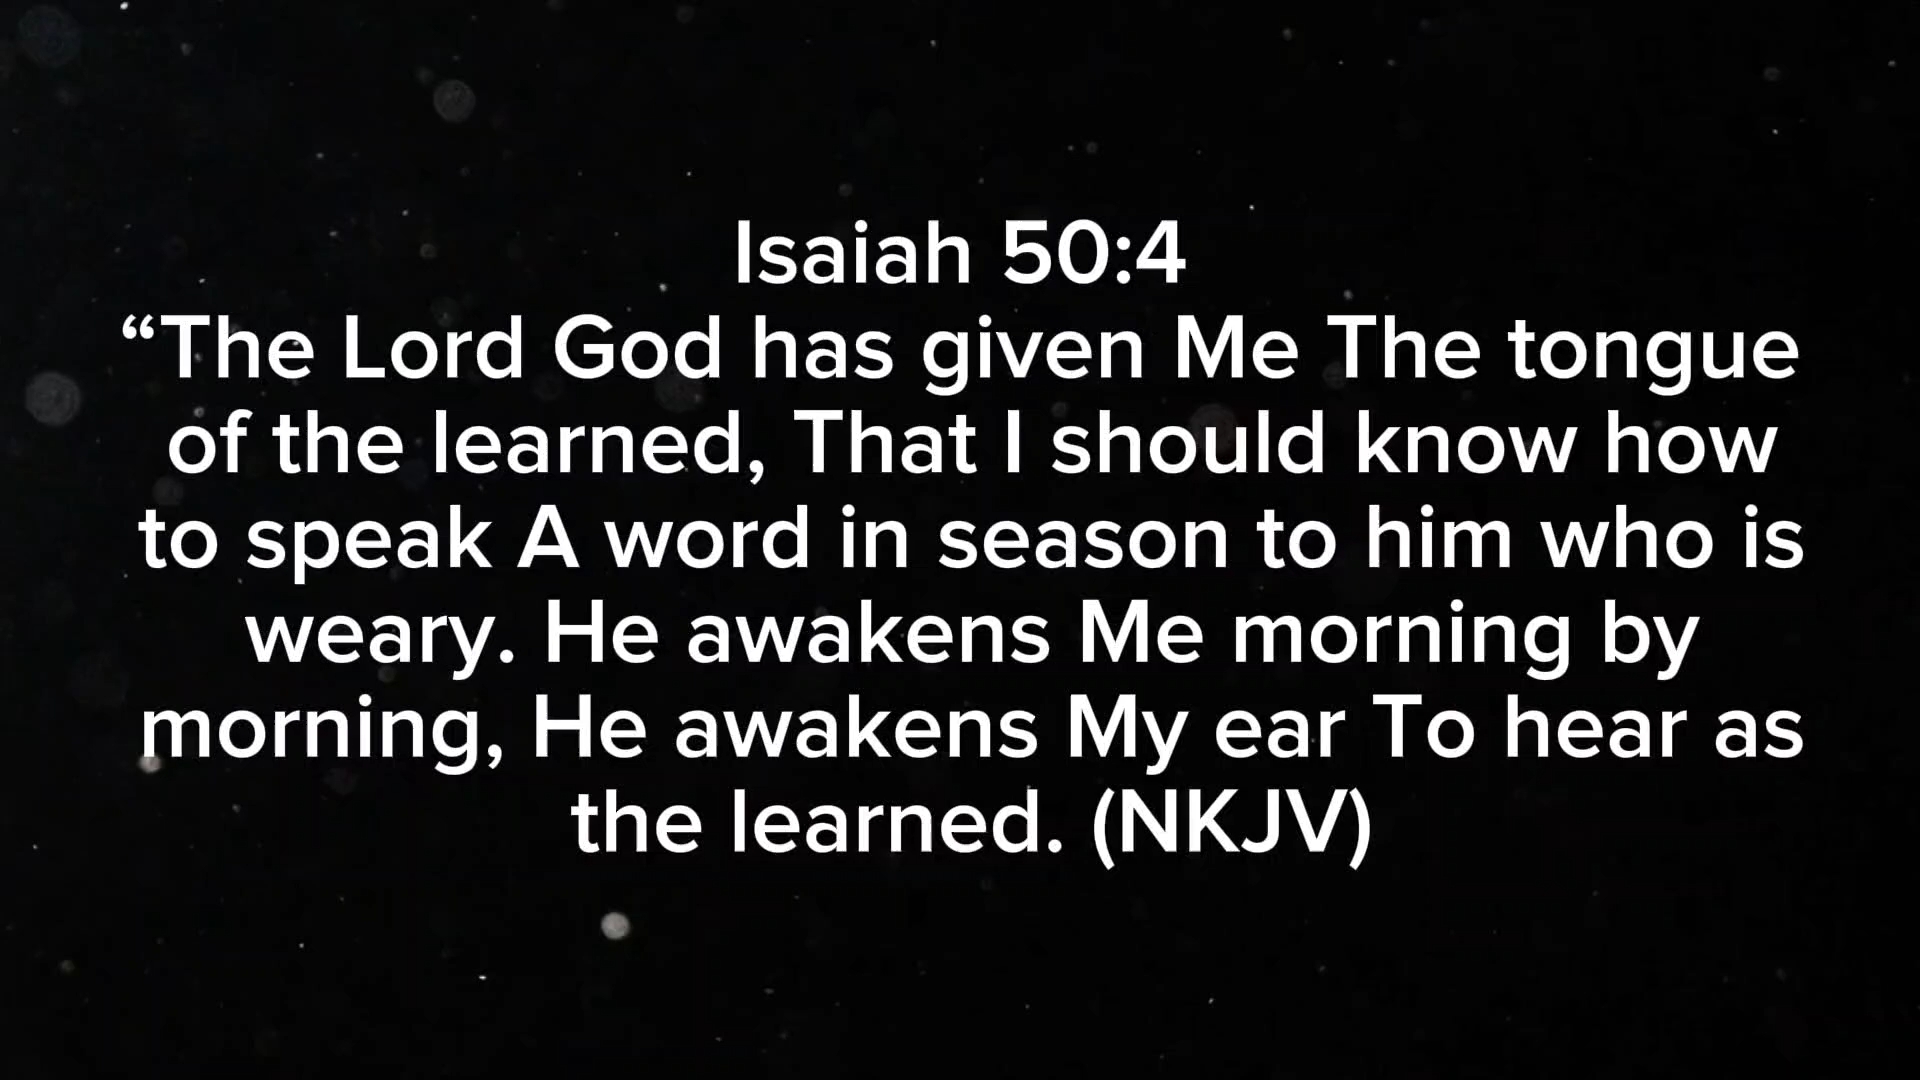 Isaiah 50:4
“The Lord God has given Me The tongue
of the learned, That I should know how
to speak A word in season to him who is
weary. He awakens Me morning by
morning, He awakens My ear To hear as
the learned. (NKJV)